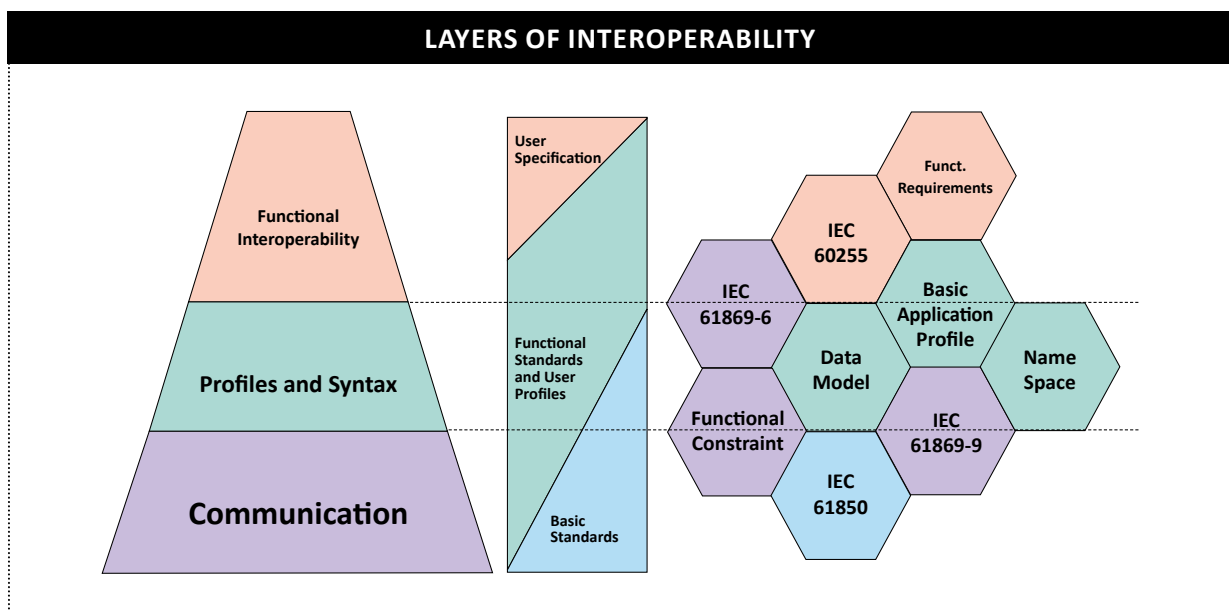 LAYERS OF INTEROPERABILITY
Functional
Interoperability
Profiles and Syntax
Communication
User
Specification
Functional
Standards
and User
Profiles
Basic
Standards
Funct.
Requirements
IEC
60255
IEC
61869-6
Basic
Application
Profile
Data
Model
Name
Space
Functional
Constraint
IEC
61869-9
IEC
61850